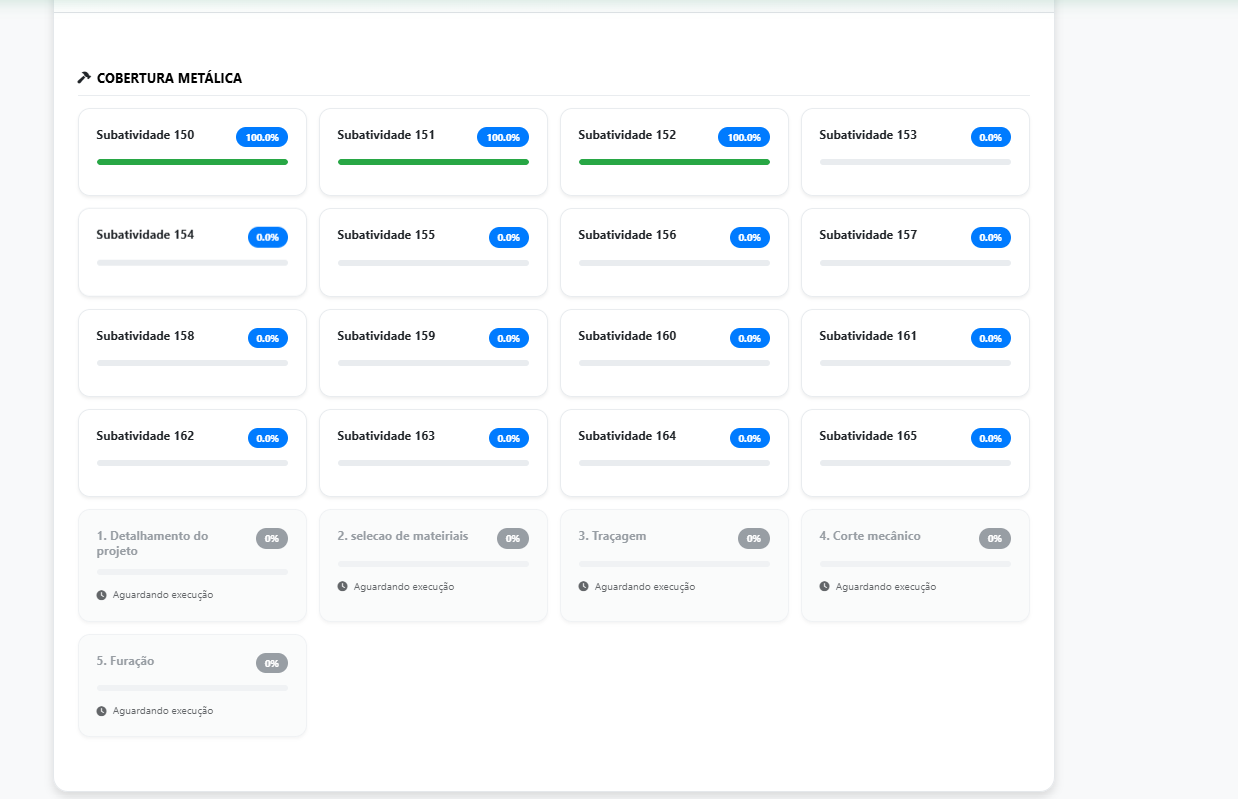 COBERTURA METÁLICA
Subatividade 150 100.0%
Subatividade 151 100.0%
Subatividade 152 100.0%
Subatividade 153 0.0%
Subatividade 154 0.0%
Subatividade 155 0.0%
Subatividade 156 0.0%
Subatividade 157 0.0%
Subatividade 158 0.0%
Subatividade 159 0.0%
Subatividade 160 0.0%
Subatividade 161 0.0%
Subatividade 162 0.0%
Subatividade 163 0.0%
Subatividade 164 0.0%
Subatividade 165 0.0%
1. Detalhamento do 0%
projeto
Aguardando execução
2. selecao de mateiriais 0%
Aguardando execução
3. Traçagem 0%
Aguardando execução
4. Corte mecânico 0%
Aguardando execução
5. Furação 0%
Aguardando execução